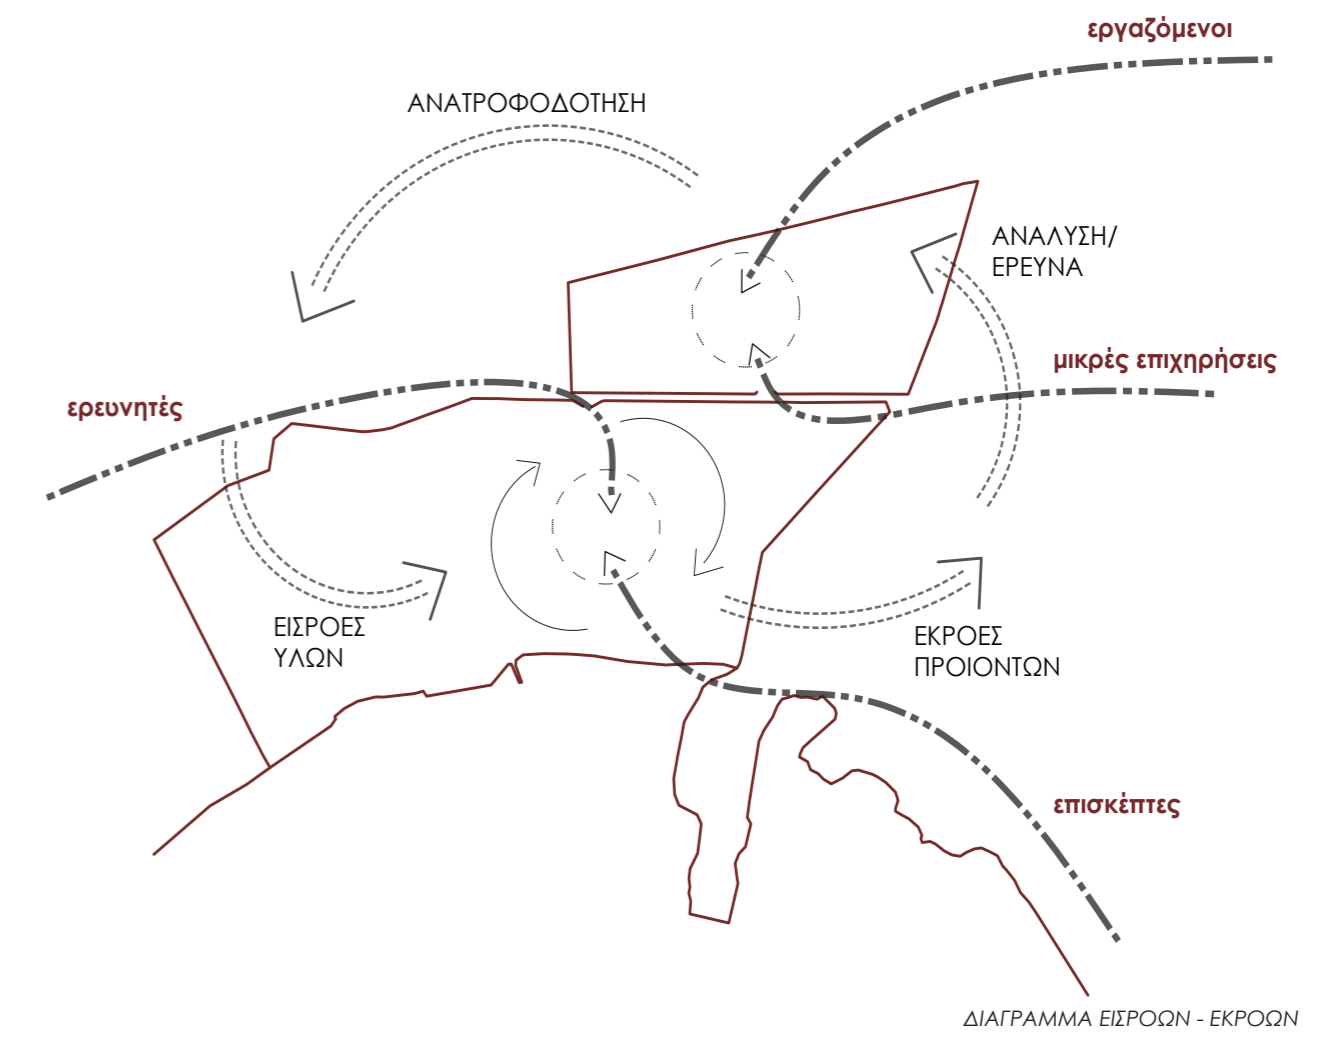 εργαζόμενοι
ΑΝΑΤΡΟΦΟΔΟΤΗΣΗ
ΑΝΑΛΥΣΗ/
ΕΡΕΥΝΑ
μικρές επιχηρήσεις
ερευνητές
ΕΙΣΡΟΕΣ
ΥΛΩΝ
ΕΚΡΟΕΣ
ΠΡΟΙΟΝΤΩΝ
επισκέπτες
ΔΙΑΓΡΑΜΜΑ ΕΙΣΡΟΩΝ - ΕΚΡΟΩΝ